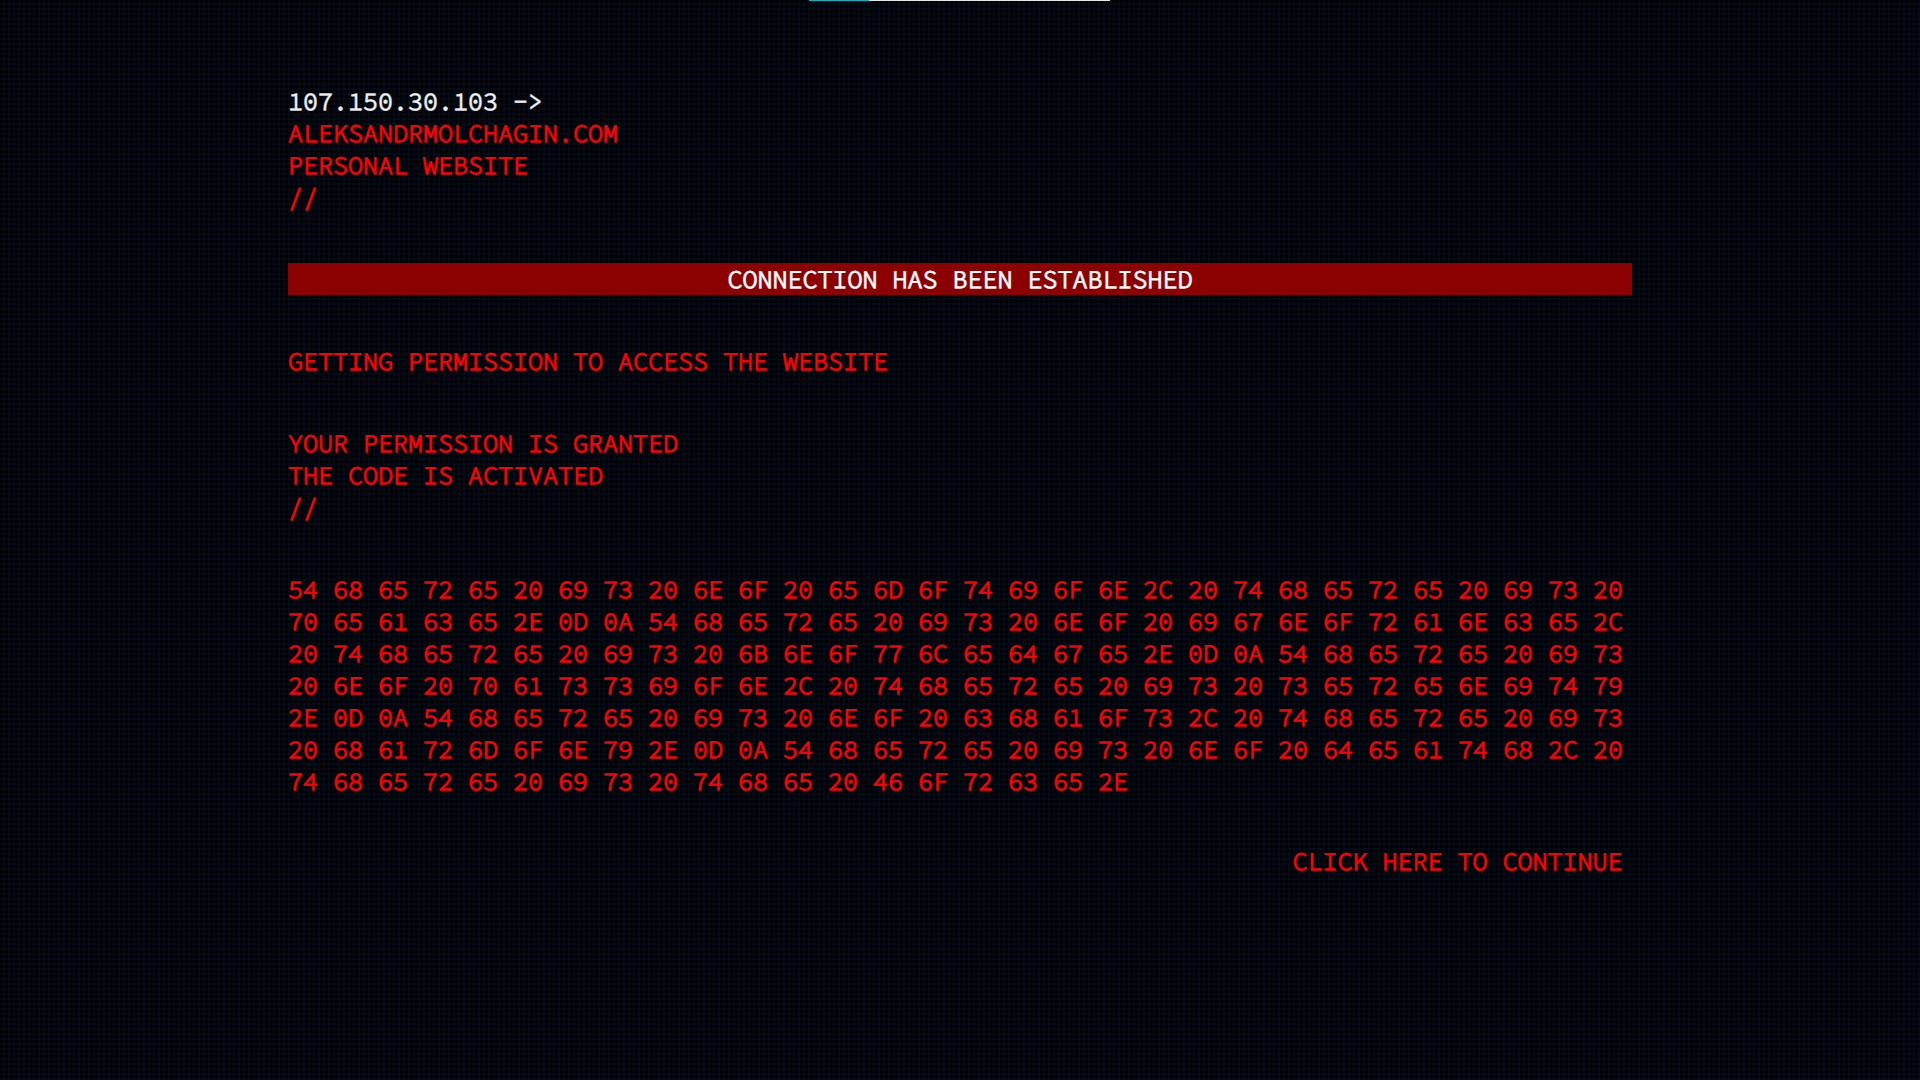 107.150.30.103 ->
ALEKSANDRMOLCHAGIN.COM
PERSONAL WEBSITE
//
CONNECTION HAS BEEN ESTABLISHED
GETTING PERMISSION TO ACCESS THE WEBSITE
YOUR PERMISSION IS GRANTED
THE CODE IS ACTIVATED
//
54 68 65 72 65 20 69 73 20 6E 6F 20 65 6D 6F 74 69 6F 6E 2C 20 74 68 65 72 65 20 69 73 20
70 65 61 63 65 2E 0D 0A 54 68 65 72 65 20 69 73 20 6E 6F 20 69 67 6E 6F 72 61 6E 63 65 2C
20 74 68 65 72 65 20 69 73 20 6B 6E 6F 77 6C 65 64 67 65 2E 0D 0A 54 68 65 72 65 20 69 73
20 6E 6F 20 70 61 73 73 69 6F 6E 2C 20 74 68 65 72 65 20 69 73 20 73 65 72 65 6E 69 74 79
2E 0D 0A 54 68 65 72 65 20 69 73 20 6E 6F 20 63 68 61 6F 73 2C 20 74 68 65 72 65 20 69 73
20 68 61 72 6D 6F 6E 79 2E 0D 0A 54 68 65 72 65 20 69 73 20 6E 6F 20 64 65 61 74 68 2C 20
74 68 65 72 65 20 69 73 20 74 68 65 20 46 6F 72 63 65 2E
CLICK HERE TO CONTINUE